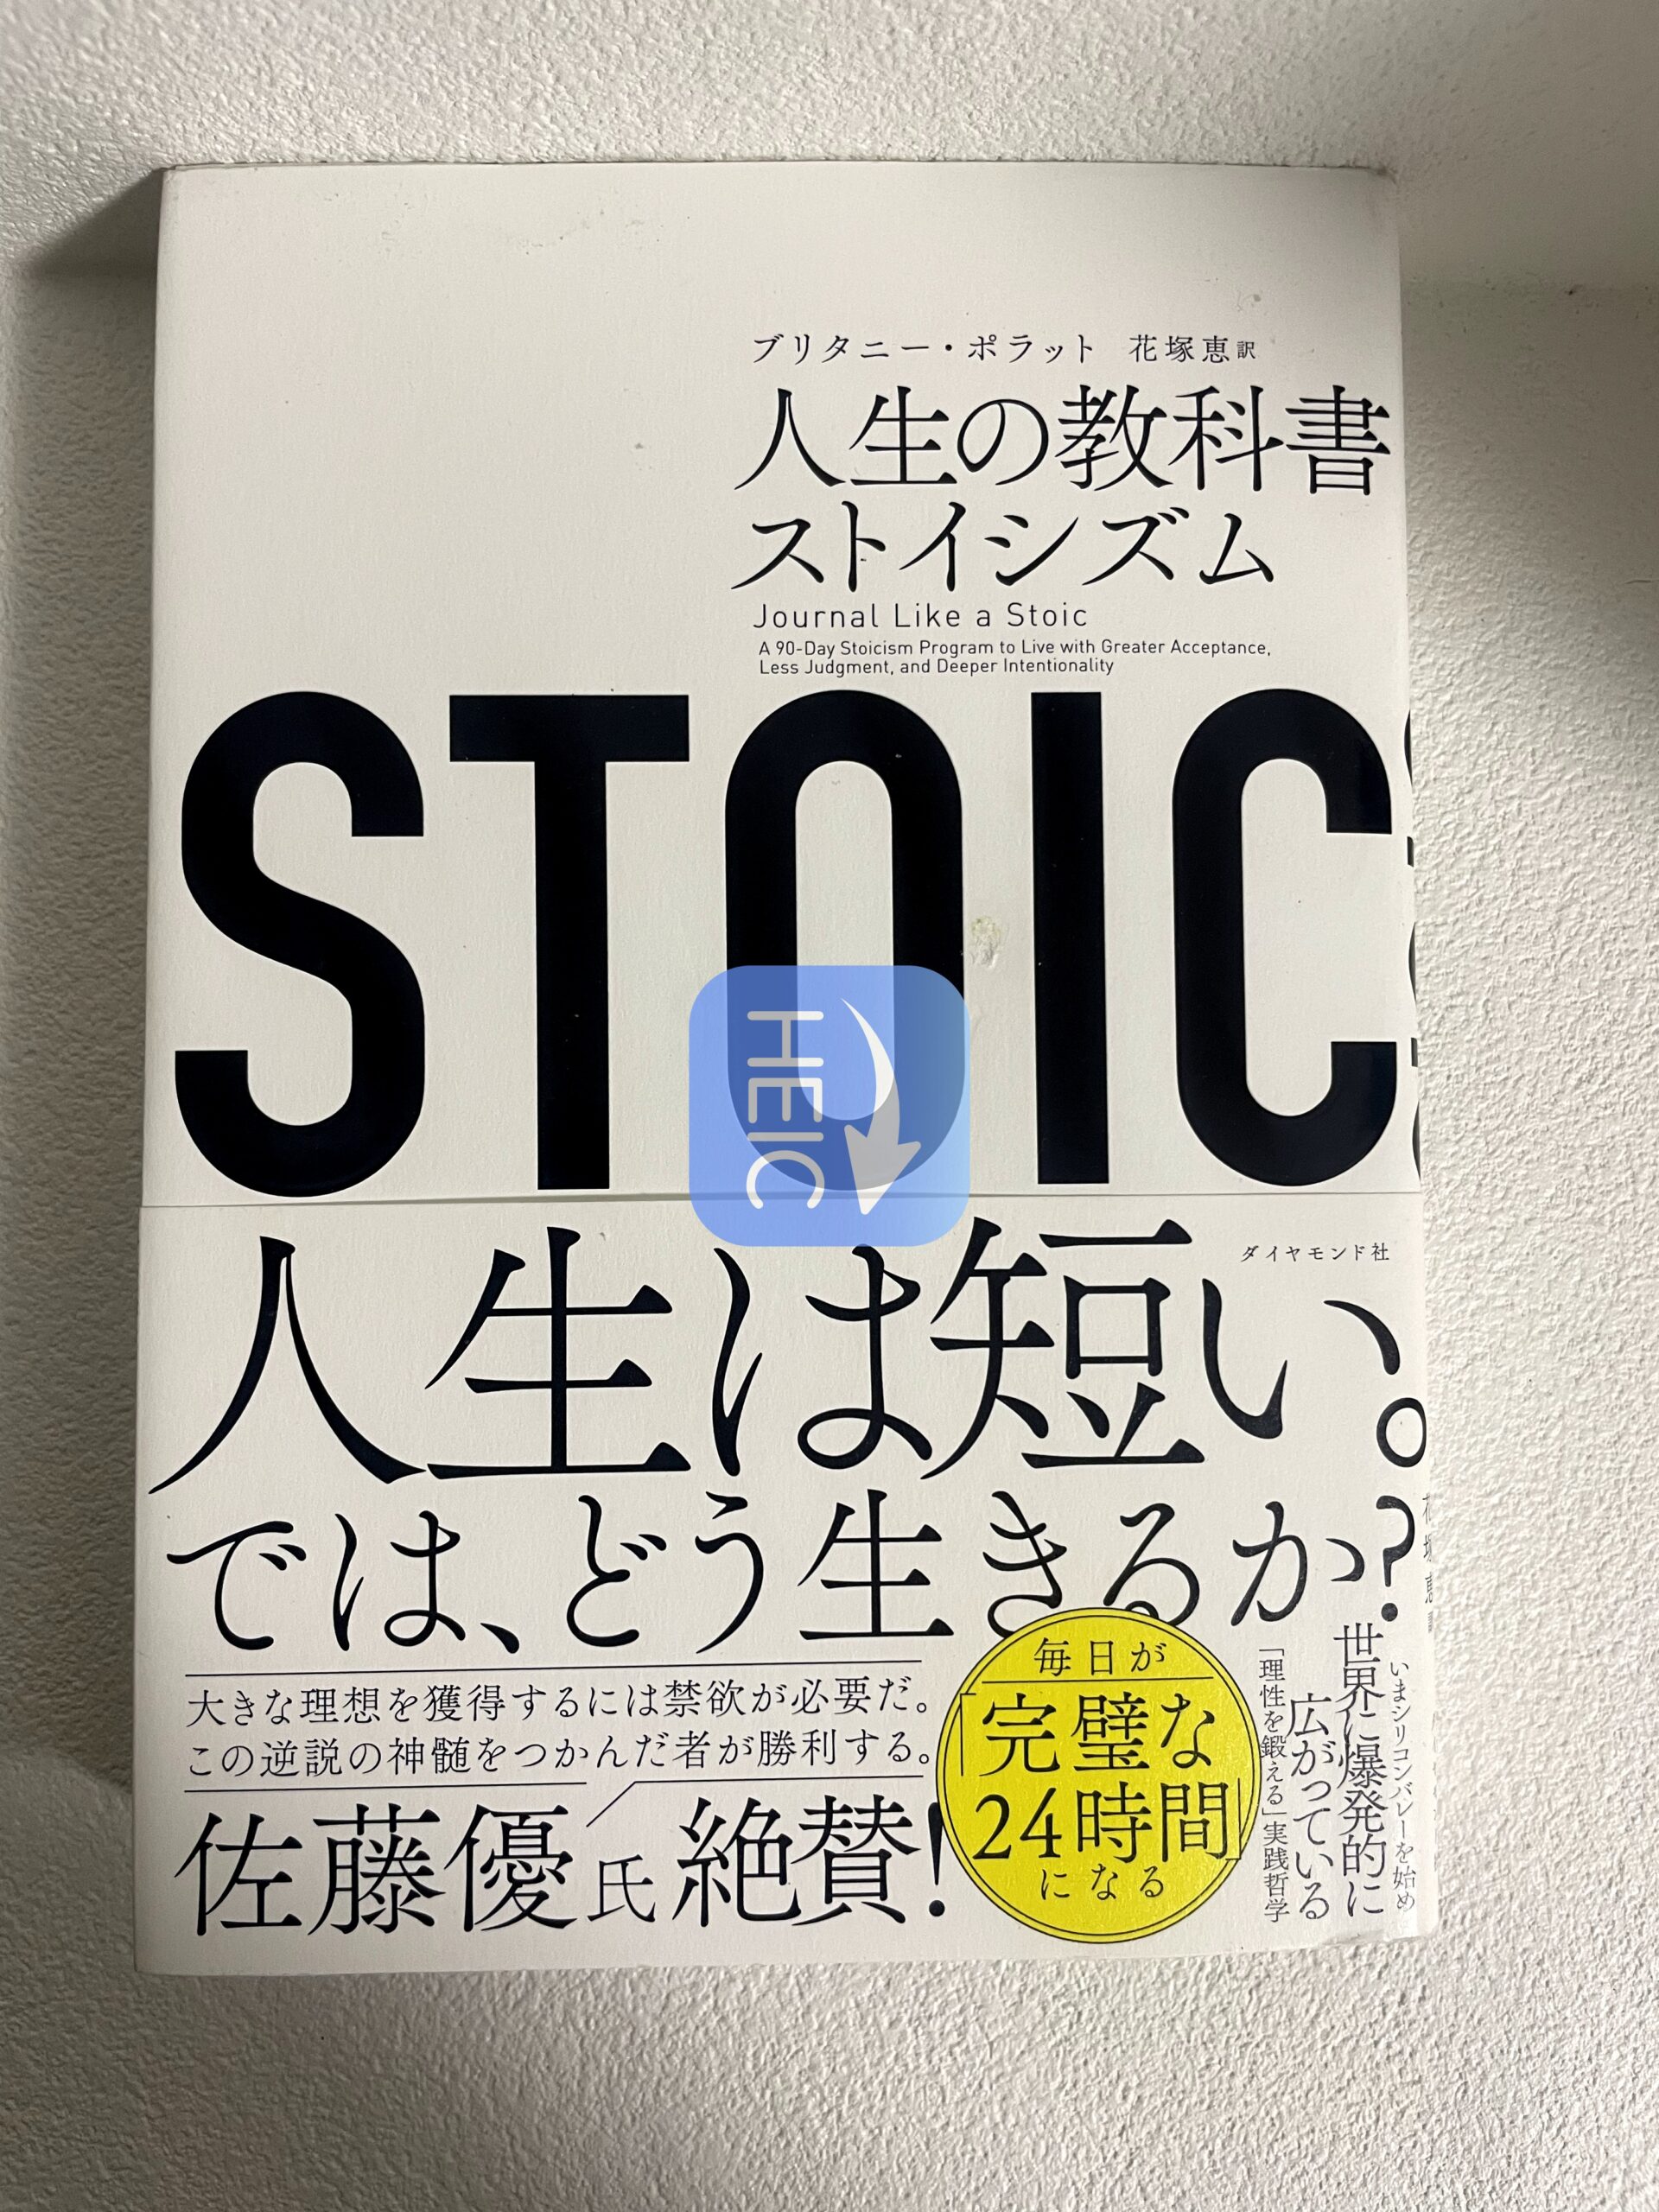 ブリタニー・ポラット 花塚恵 訳
人生の教科書
ストイシズム
Journal Like a Stoic
A 90-Day Stoicism Program to Live with Greater Acceptance,
Less Judgment, and Deeper Intentionality
STOIC
HEIC
ダイヤモンド社
人生は短い。
では、どう生きるか?
大きな理想を獲得するには禁欲が必要だ。
この逆説の神髄をつかんだ者が勝利する。
佐藤優氏 絶賛!
毎日が
「完璧な
24時間」
になる
いまシリコンバレーを始め
世界に爆発的に
広がっている
「理性を鍛える」実践哲学
花塚恵